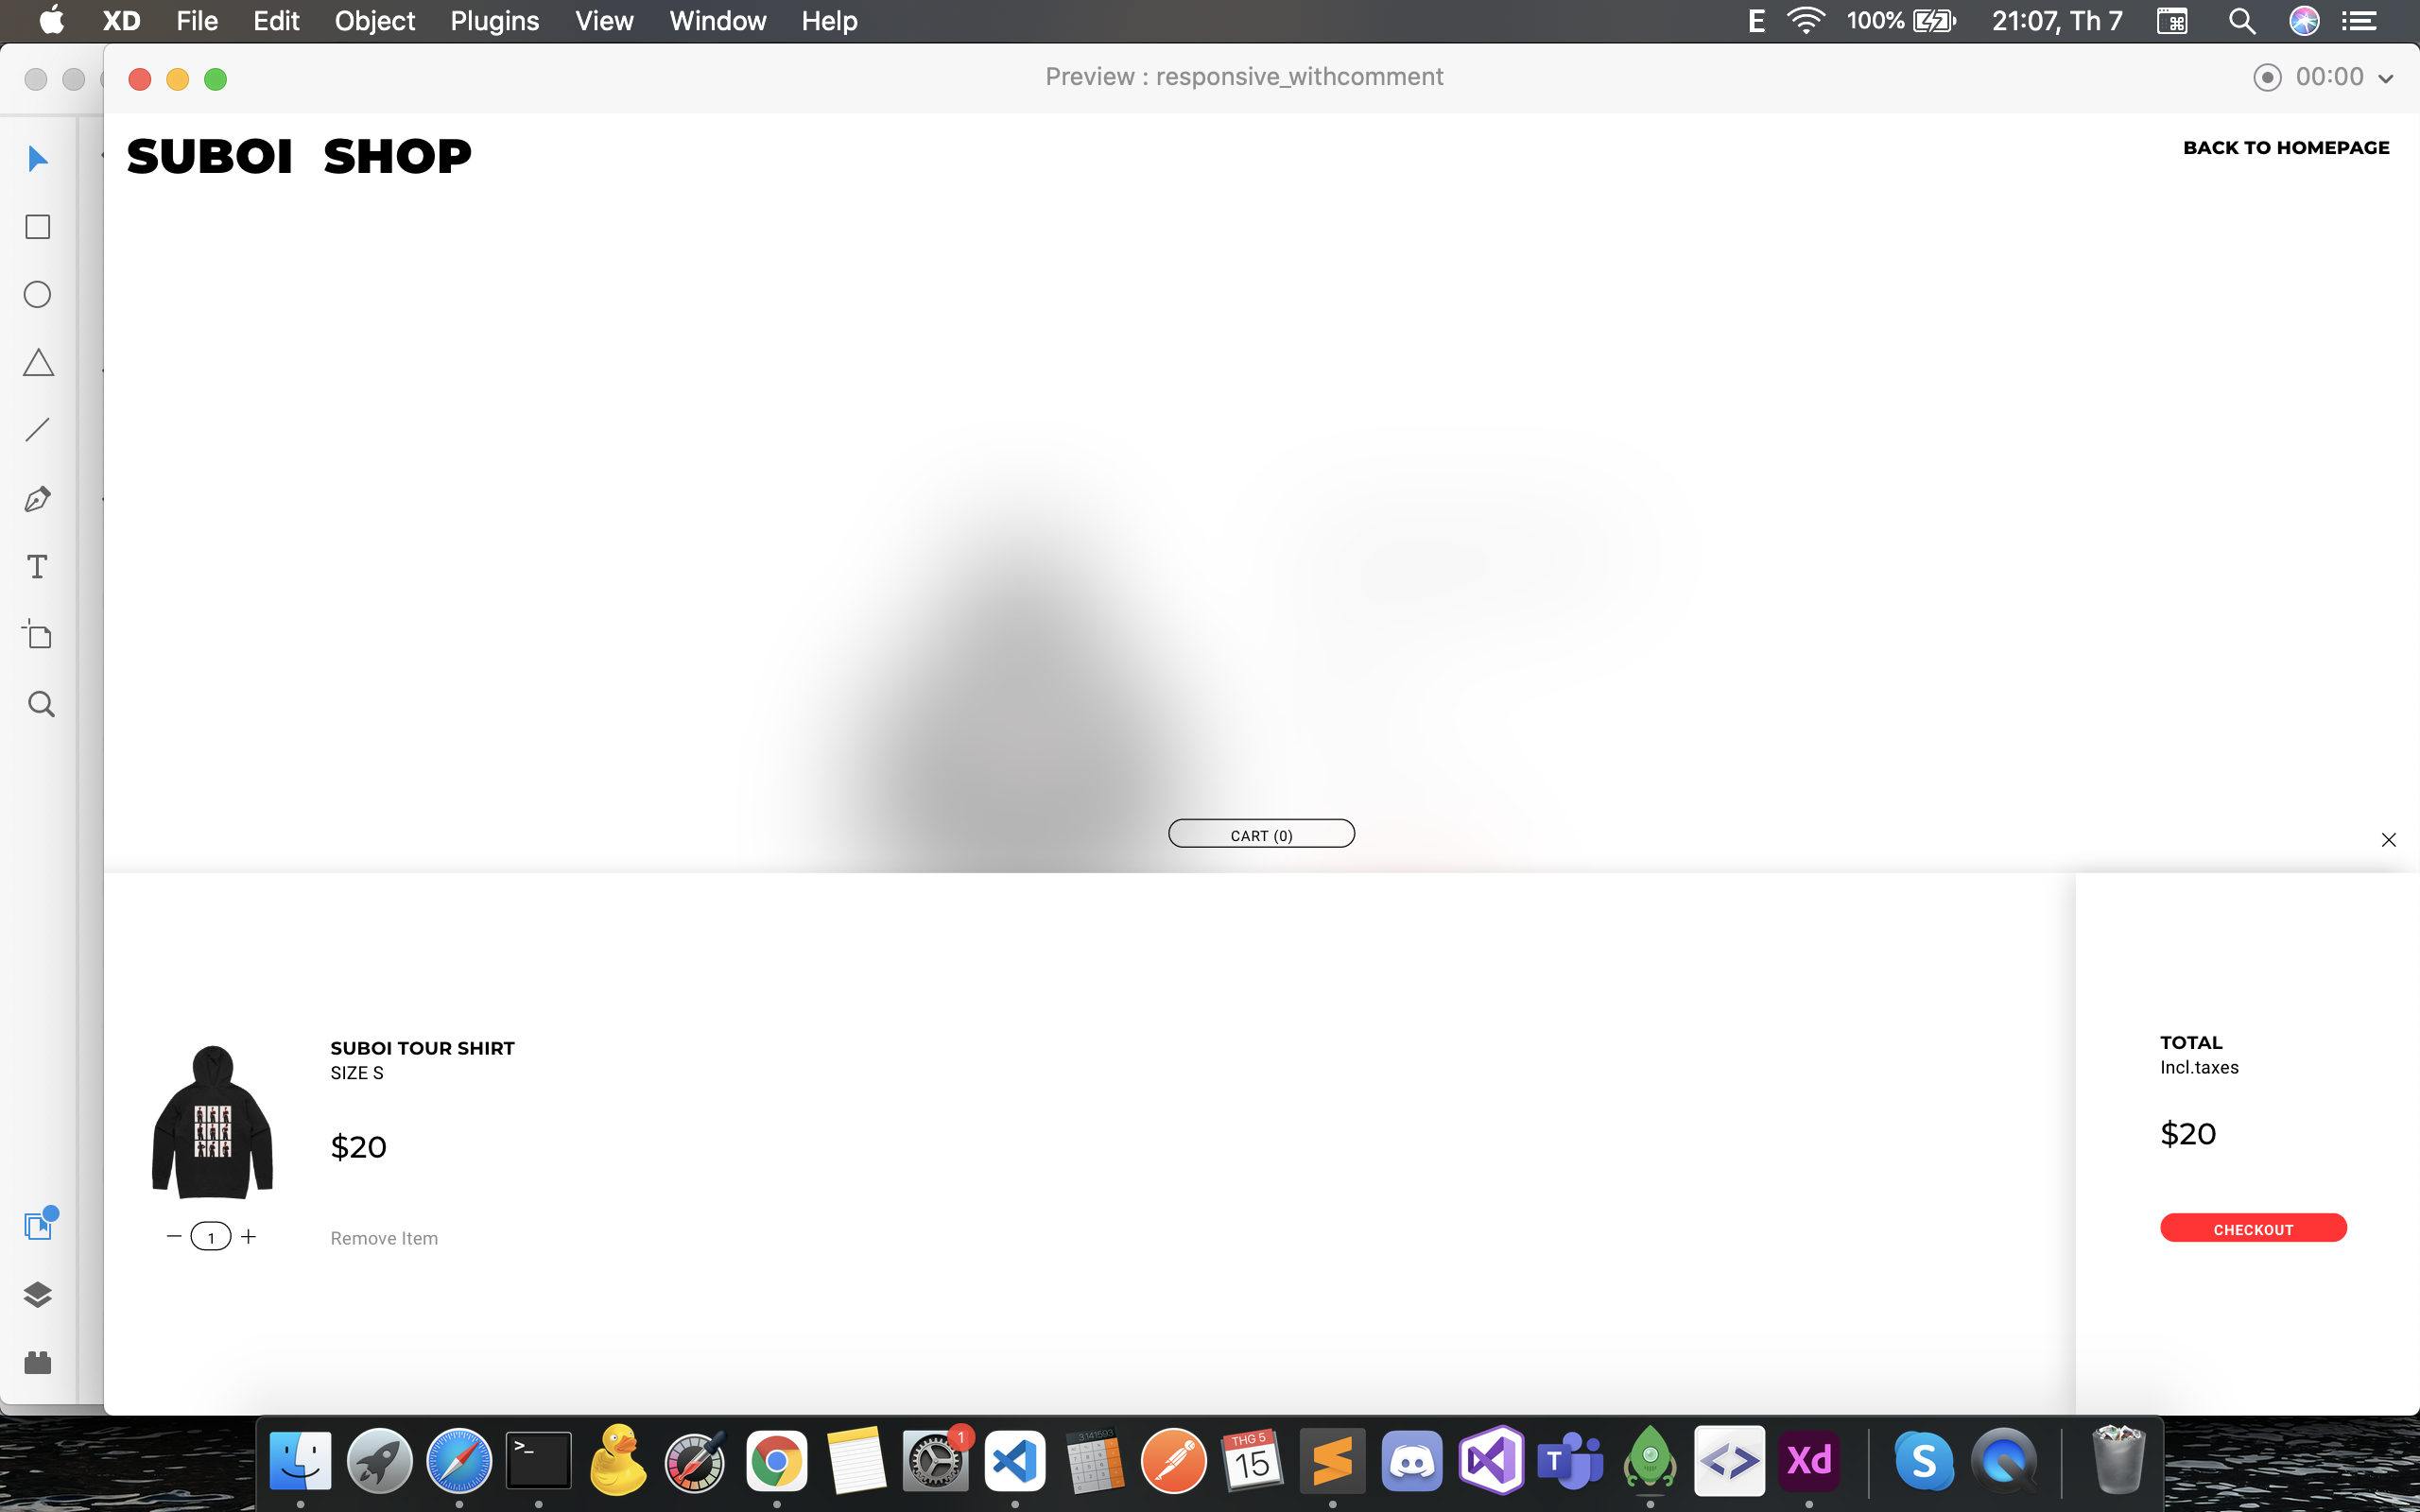 XD File Edit Object Plugins View Window Help E 100% 21:07, Th 7
Preview : responsive_withcomment 00:00
SUBOI SHOP
BACK TO HOMEPAGE
T
CART (0)
SUBOI TOUR SHIRT
SIZE S
$20
1
Remove Item
TOTAL
Incl.taxes
$20
CHECKOUT
>_
1
3.141593
THG 5
15
T
Xd
S